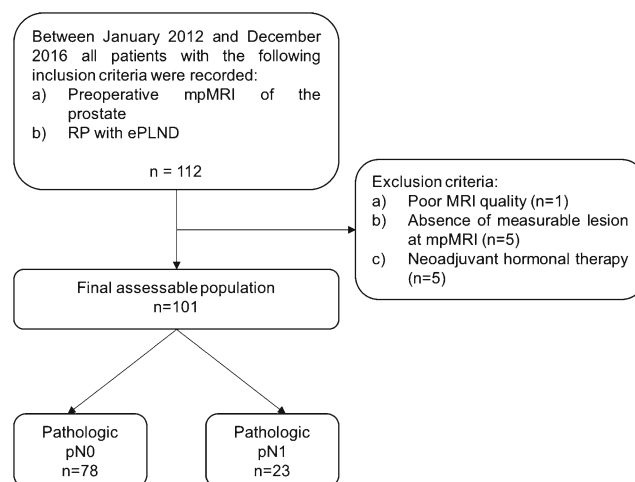 Between January 2012 and December
2016 all patients with the following
inclusion criteria were recorded:
a) Preoperative mpMRI of the
prostate
b) RP with ePLND
n = 112
Exclusion criteria:
a) Poor MRI quality (n=1)
b) Absence of measurable lesion
at mpMRI (n=5)
c) Neoadjuvant hormonal therapy
(n=5)
Final assessable population
n=101
Pathologic
pN0
n=78
Pathologic
pN1
n=23